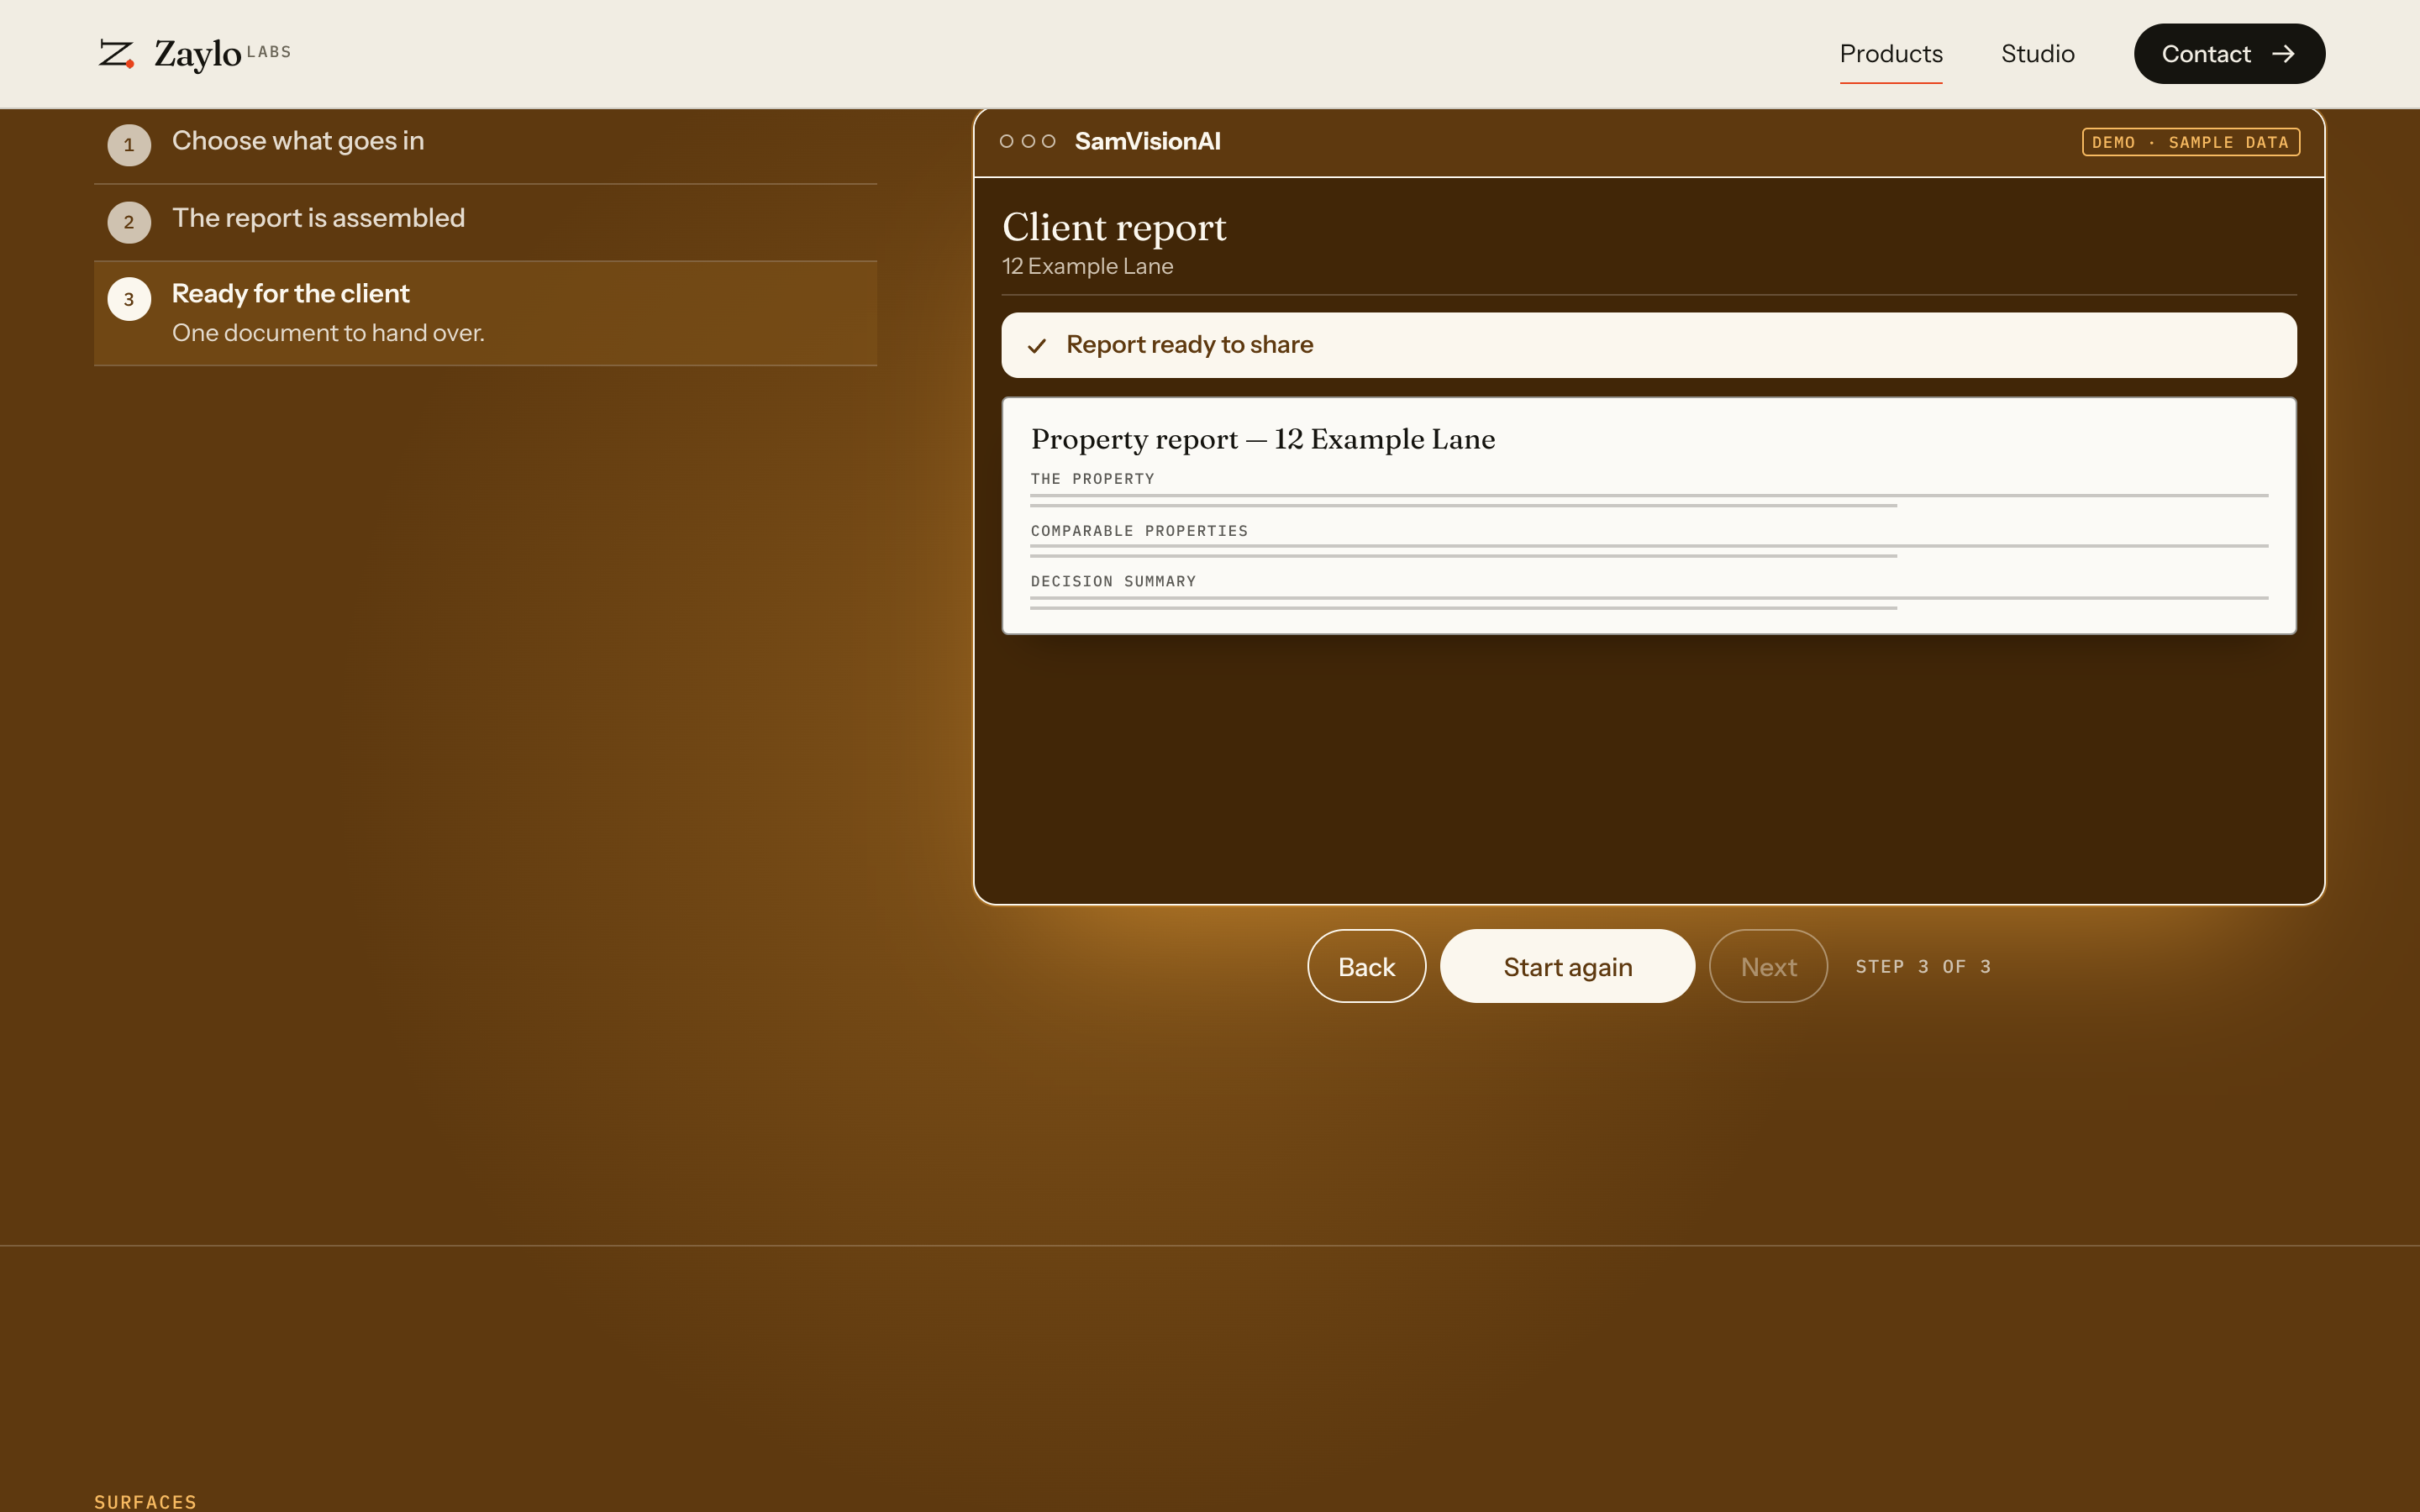 Zaylo LABS
Products
Studio
Contact
1 Choose what goes in
2 The report is assembled
3 Ready for the client
One document to hand over.
SamVisionAI
DEMO · SAMPLE DATA
Client report
12 Example Lane
Report ready to share
Property report — 12 Example Lane
THE PROPERTY
COMPARABLE PROPERTIES
DECISION SUMMARY
Back
Start again
Next
STEP 3 OF 3
SURFACES